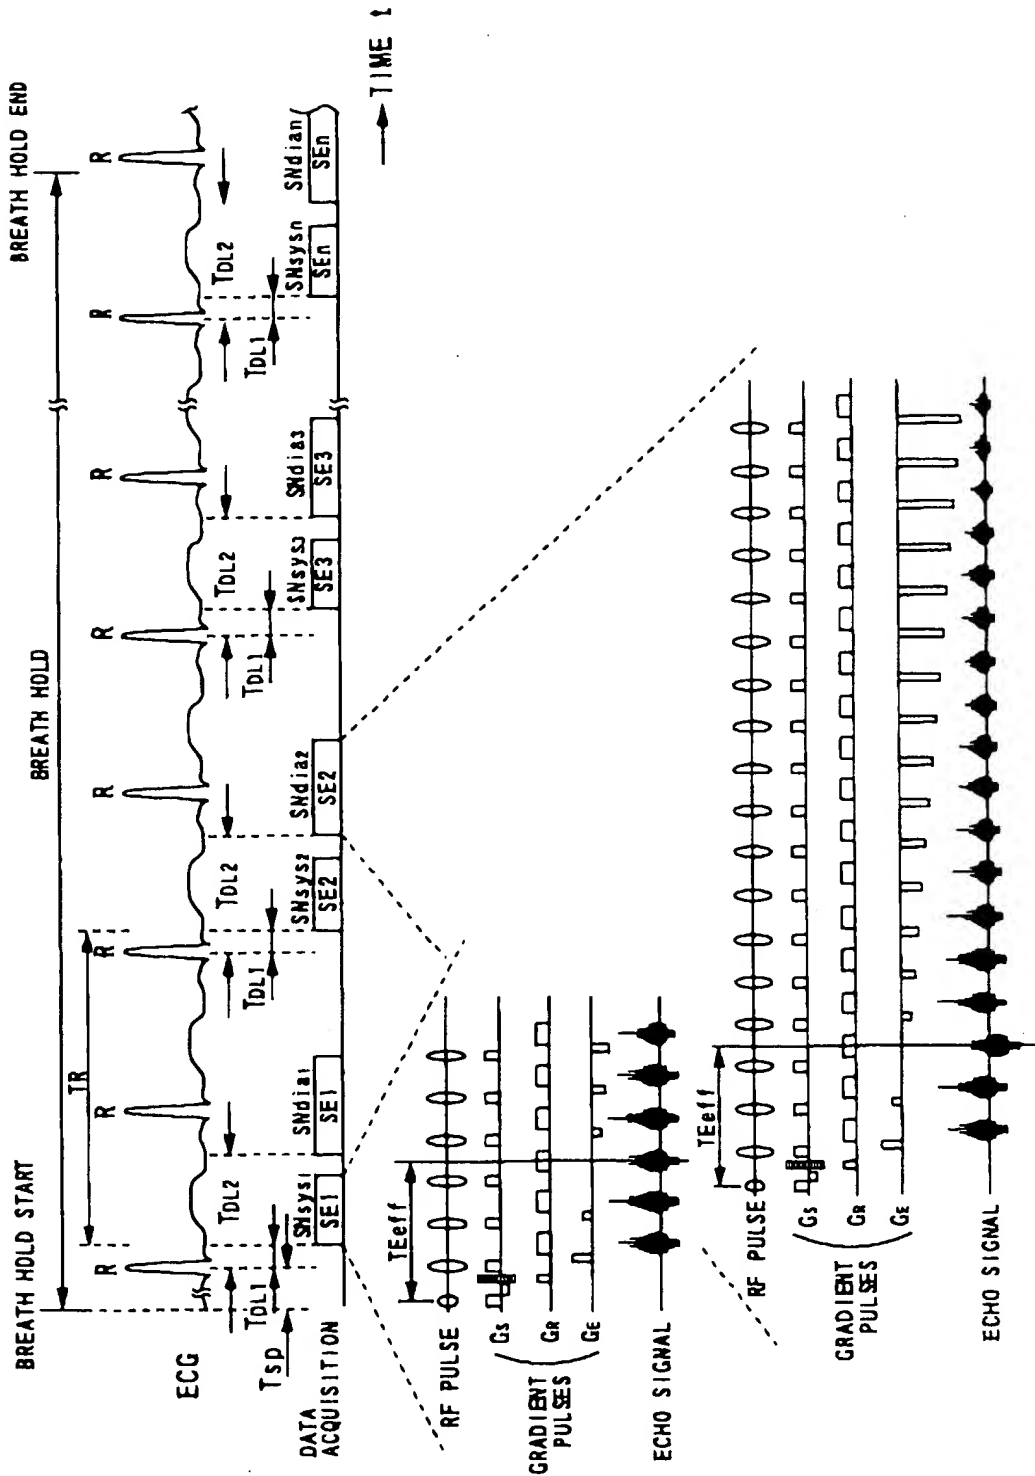 BREATH HOLD START
BREATH HOLD
BREATH HOLD END
TR
R R R R R R R R
ECG
TDL1 TDL2 TDL1 TDL2 TDL1 TDL2 TDL1 TDL2
Tsp
SNsys1 SNdia1 SNsys2 SNdia2 SNsys3 SNdia3 SNsysn SNdian
DATA ACQUISITION
SE1 SE1 SE2 SE2 SE3 SE3 SEn SEn
TIME t
TEeff
RF PULSE
GS
GRADIENT PULSES
GR
GE
ECHO SIGNAL
TEeff
RF PULSE
GS
GRADIENT PULSES
GR
GE
ECHO SIGNAL